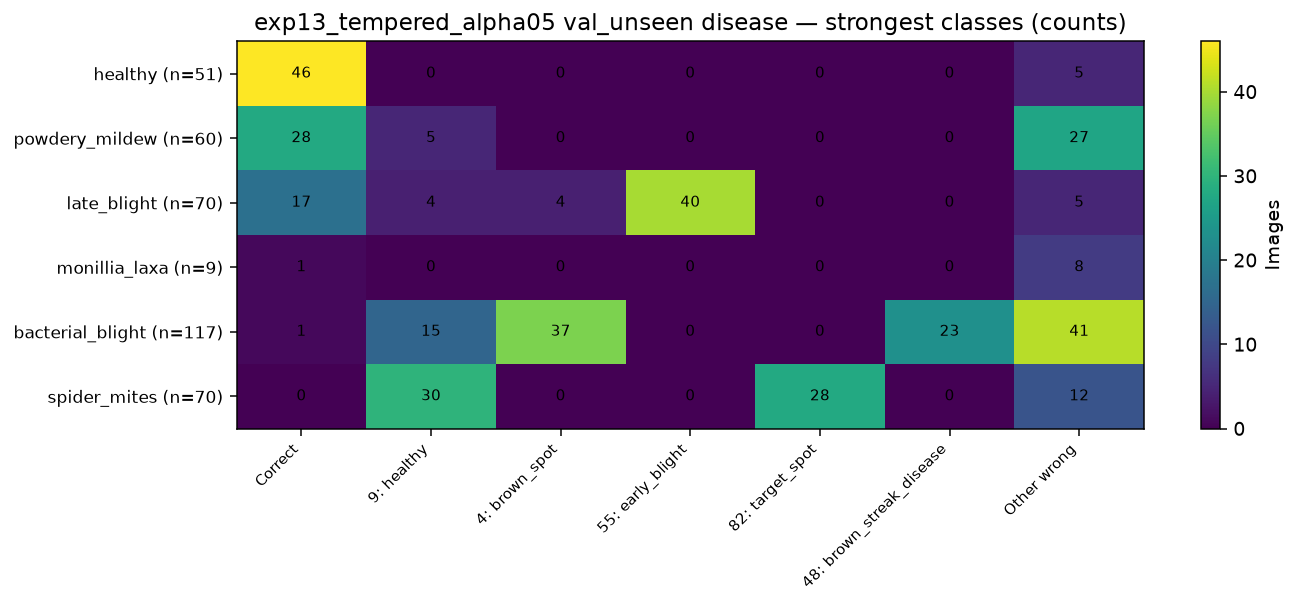 exp13_tempered_alpha05 val_unseen disease — strongest classes (counts)
healthy (n=51) 46 0 0 0 0 0 5
powdery_mildew (n=60) 28 5 0 0 0 0 27
late_blight (n=70) 17 4 4 40 0 0 5
monillia_laxa (n=9) 1 0 0 0 0 0 8
bacterial_blight (n=117) 1 15 37 0 0 23 41
spider_mites (n=70) 0 30 0 0 28 0 12
Correct
9: healthy
4: brown_spot
55: early_blight
82: target_spot
48: brown_streak_disease
Other wrong
40
30
20
10
0
Images